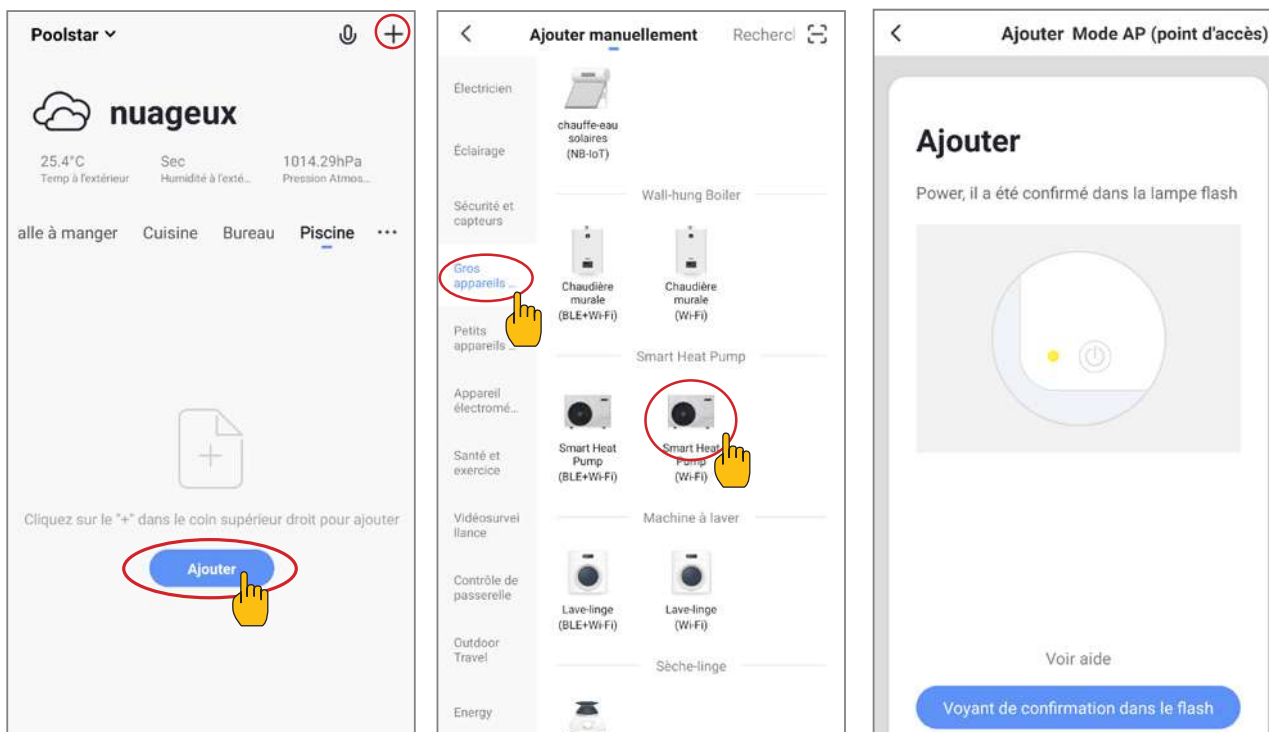 Poolstar
nuageux
25.4°C
Sec
1014.29hPa
Temp à l'extérieur
Humidité à l'exté...
Pression Atmos...
alle à manger
Cuisine
Bureau
Piscine
Cliquez sur le "+" dans le coin supérieur droit pour ajouter
Ajouter
Ajouter manuellement
Rechercl
Électricien
Éclairage
Sécurité et
capteurs
Gros
appareils ...
Petits
appareils ...
Appareil
électromé...
Santé et
exercice
Vidéosurvei
llance
Contrôle de
passerelle
Outdoor
Travel
Energy
chauffe-eau
solaires
(NB-IoT)
Wall-hung Boiler
Chaudière
murale
(BLE+Wi-Fi)
Chaudière
murale
(Wi-Fi)
Smart Heat Pump
Smart Heat
Pump
(BLE+Wi-Fi)
Smart Heat
Pump
(Wi-Fi)
Machine à laver
Lave-linge
(BLE+Wi-Fi)
Lave-linge
(Wi-Fi)
Sèche-linge
Ajouter Mode AP (point d'accès)
Ajouter
Power, il a été confirmé dans la lampe flash
Voir aide
Voyant de confirmation dans le flash